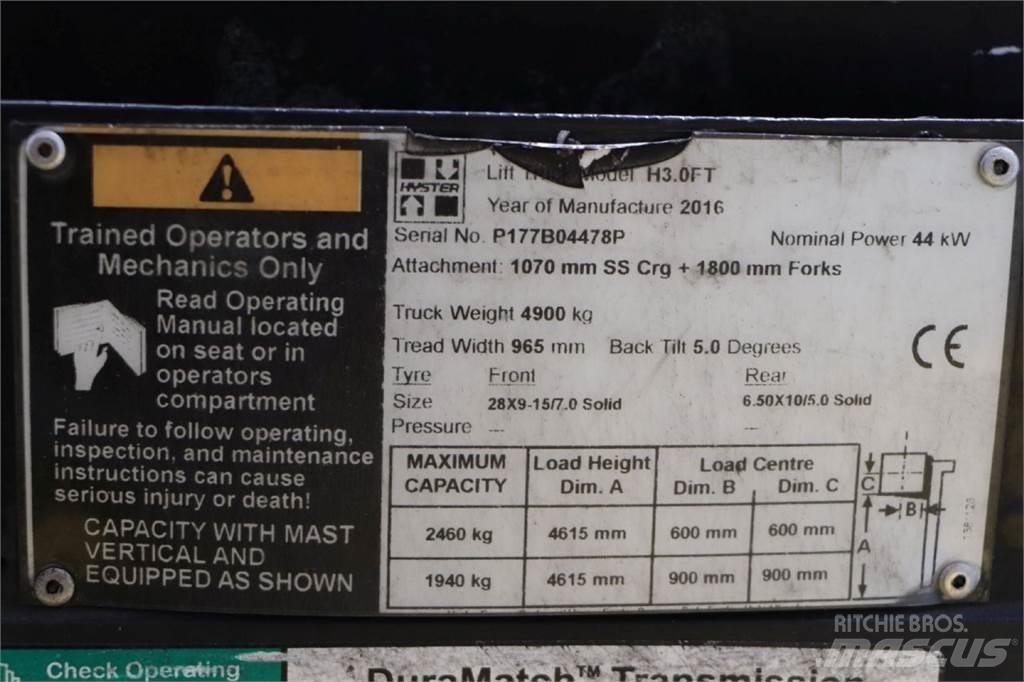 Trained Operators and
Mechanics Only
Read Operating
Manual located
on seat or in
operators
compartment
Failure to follow operating,
inspection, and maintenance
instructions can cause
serious injury or death!
CAPACITY WITH MAST
VERTICAL AND
EQUIPPED AS SHOWN
HYSTER
Lift Truck Model H3.0FT
Year of Manufacture 2016
Serial No. P177B04478P Nominal Power 44 kW
Attachment: 1070 mm SS Crg + 1800 mm Forks
Truck Weight 4900 kg
Tread Width 965 mm Back Tilt 5.0 Degrees
CE
Tyre Front Rear
Size 28X9-15/7.0 Solid 6.50X10/5.0 Solid
Pressure --- ---
MAXIMUM CAPACITY Load Height Dim. A Load Centre Dim. B Dim. C
2460 kg 4615 mm 600 mm 600 mm
1940 kg 4615 mm 900 mm 900 mm
C
B
A
Check Operating
DuraMatch™ Transmission
RITCHIE BROS.
MASCUS